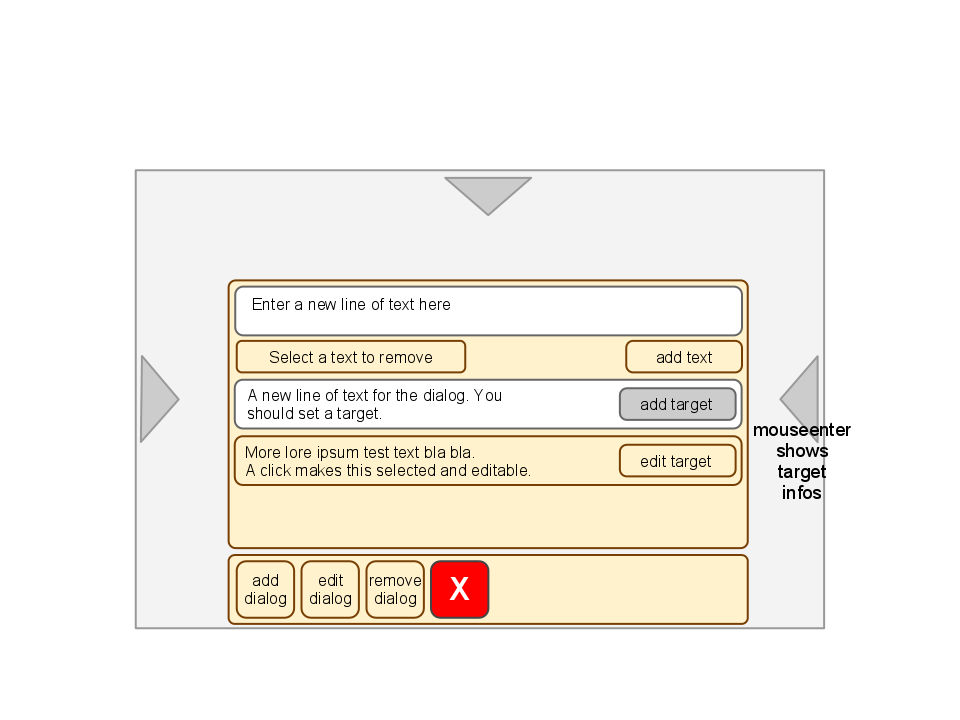 Enter a new line of text here
Select a text to remove
add text
A new line of text for the dialog. You
should set a target.
add target
More lore ipsum test text bla bla.
A click makes this selected and editable.
edit target
mouseenter
shows
target
infos
add
dialog
edit
dialog
remove
dialog
X